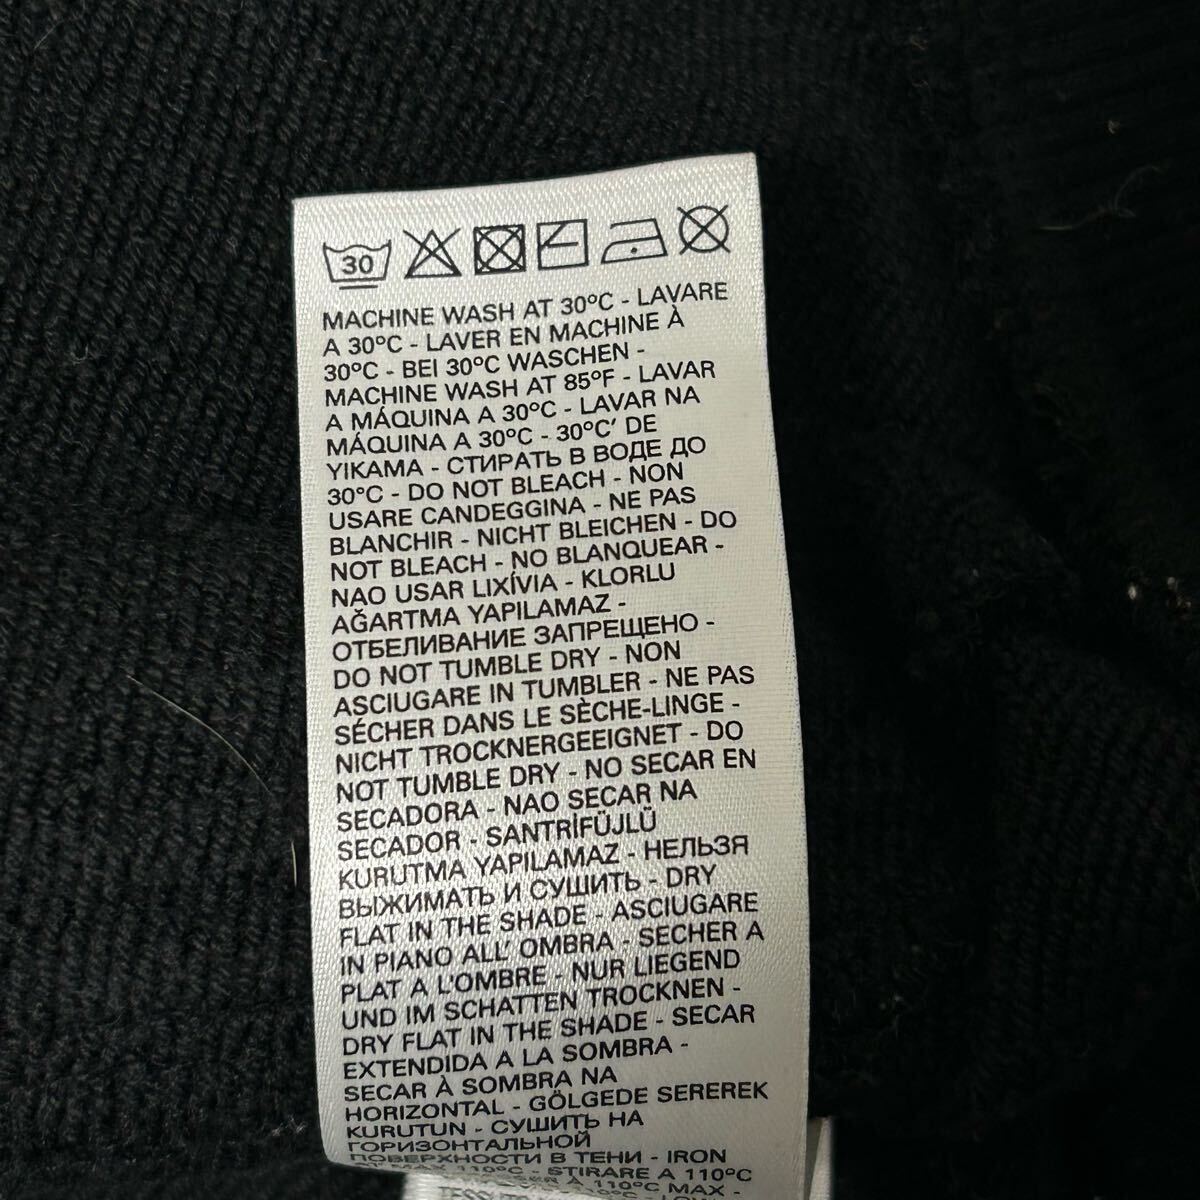 30
MACHINE WASH AT 30°C - LAVARE
A 30°C - LAVER EN MACHINE À
30°C - BEI 30°C WASCHEN -
MACHINE WASH AT 85°F - LAVAR
A MÁQUINA A 30°C - LAVAR NA
MÁQUINA A 30°C - 30°C' DE
YIKAMA - СТИРАТЬ В ВОДЕ ДО
30°C - DO NOT BLEACH - NON
USARE CANDEGGINA - NE PAS
BLANCHIR - NICHT BLEICHEN - DO
NOT BLEACH - NO BLANQUEAR -
NAO USAR LIXÍVIA - KLORLU
AĞARTMA YAPILAMAZ -
ОТБЕЛИВАНИЕ ЗАПРЕЩЕНО -
DO NOT TUMBLE DRY - NON
ASCIUGARE IN TUMBLER - NE PAS
SÉCHER DANS LE SÈCHE-LINGE -
NICHT TROCKNERGEEIGNET - DO
NOT TUMBLE DRY - NO SECAR EN
SECADORA - NAO SECAR NA
SECADOR - SANTRİFÜJLÜ
KURUTMA YAPILAMAZ - НЕЛЬЗЯ
ВЫЖИМАТЬ И СУШИТЬ - DRY
FLAT IN THE SHADE - ASCIUGARE
IN PIANO ALL' OMBRA - SECHER A
PLAT A L'OMBRE - NUR LIEGEND
UND IM SCHATTEN TROCKNEN -
DRY FLAT IN THE SHADE - SECAR
EXTENDIDA A LA SOMBRA -
SECAR À SOMBRA NA
HORIZONTAL - GÖLGEDE SEREREK
KURUTUN - СУШИТЬ НА
ГОРИЗОНТАЛЬНОЙ
ПОВЕРХНОСТИ В ТЕНИ - IRON
AT MAX 110°C - STIRARE A 110°C
A 110°C MAX -